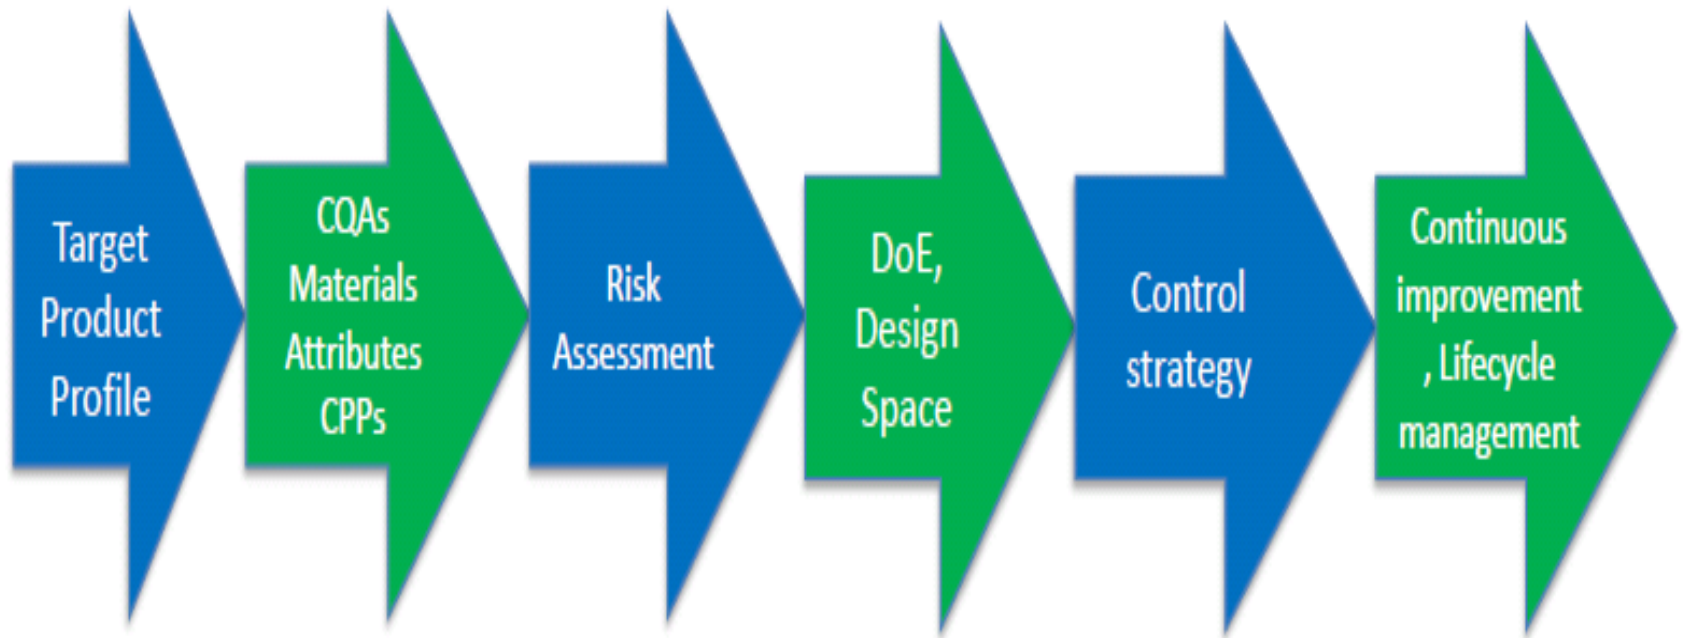 Target
Product
Profile
CQAs
Materials
Attributes
CPPs
Risk
Assessment
DoE,
Design
Space
Control
strategy
Continuous
improvement
, Lifecycle
management